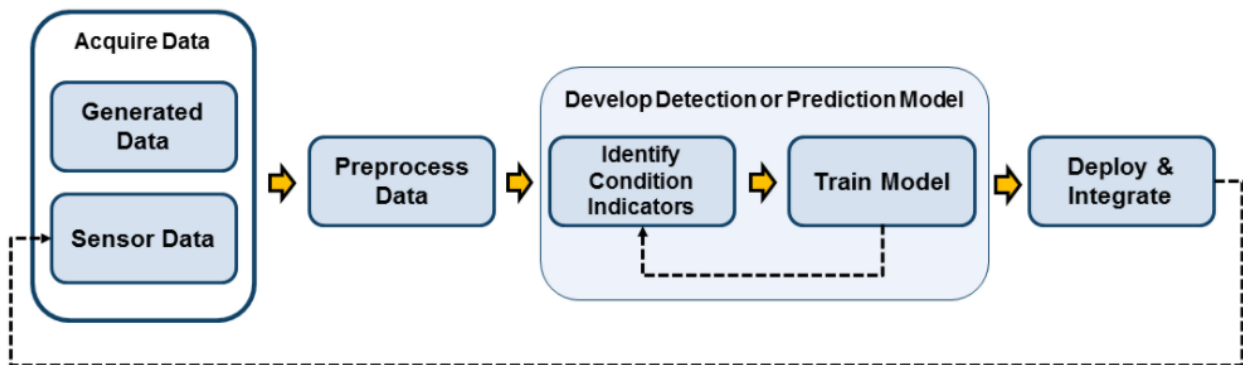 Acquire Data
Generated
Data
Sensor Data
Preprocess
Data
Develop Detection or Prediction Model
Identify
Condition
Indicators
Train Model
Deploy &
Integrate